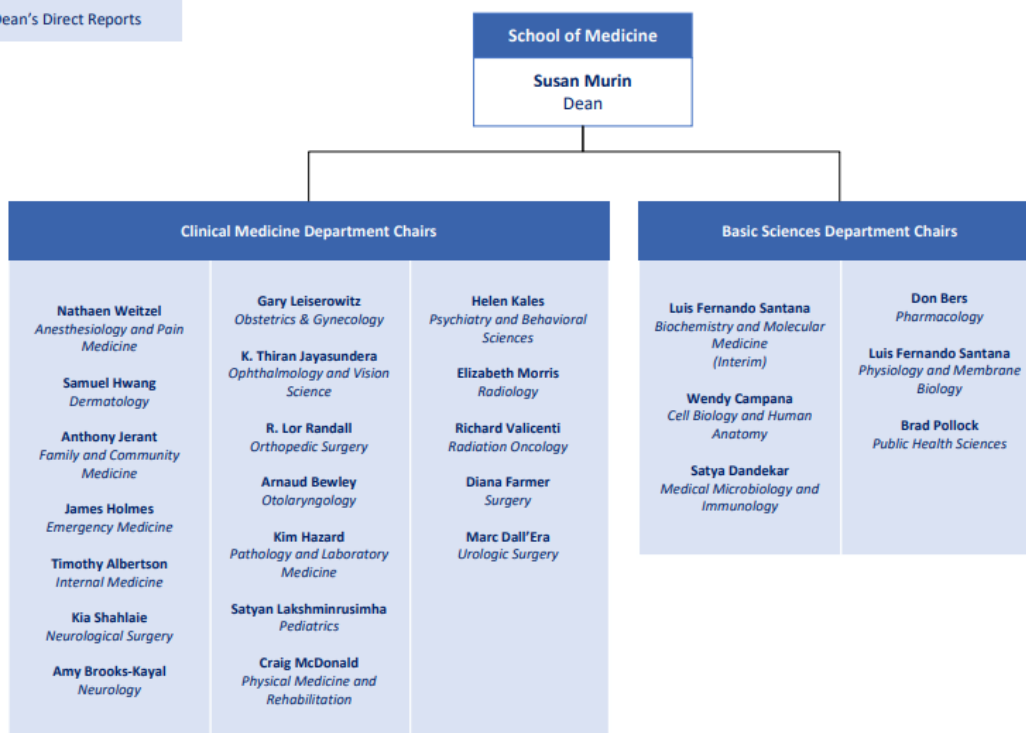 Dean's Direct Reports
School of Medicine
Susan Murin
Dean
Clinical Medicine Department Chairs
Nathaen Weitzel
Anesthesiology and Pain
Medicine
Samuel Hwang
Dermatology
Anthony Jerant
Family and Community
Medicine
James Holmes
Emergency Medicine
Timothy Albertson
Internal Medicine
Kia Shahlaie
Neurological Surgery
Amy Brooks-Kayal
Neurology
Gary Leiserowitz
Obstetrics & Gynecology
K. Thiran Jayasundera
Ophthalmology and Vision
Science
R. Lor Randall
Orthopedic Surgery
Arnaud Bewley
Otolaryngology
Kim Hazard
Pathology and Laboratory
Medicine
Satyan Lakshminrusimha
Pediatrics
Craig McDonald
Physical Medicine and
Rehabilitation
Helen Kales
Psychiatry and Behavioral
Sciences
Elizabeth Morris
Radiology
Richard Valicenti
Radiation Oncology
Diana Farmer
Surgery
Marc Dall'Era
Urologic Surgery
Basic Sciences Department Chairs
Luis Fernando Santana
Biochemistry and Molecular
Medicine
(Interim)
Wendy Campana
Cell Biology and Human
Anatomy
Satya Dandekar
Medical Microbiology and
Immunology
Don Bers
Pharmacology
Luis Fernando Santana
Physiology and Membrane
Biology
Brad Pollock
Public Health Sciences